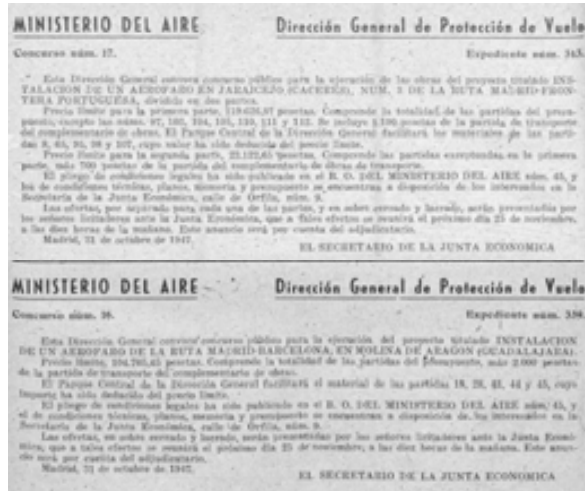 MINISTERIO DEL AIRE Dirección General de Protección de Vuelo
Concurso núm. 17. Expediente núm.
Esta Dirección General convoca concurso público para la ejecución de las obras del proyecto titulado INS-
TALACION DE UN AEROFARO EN JARAICEJO (CACERES), NUM. 3 DE LA RUTA MADRID-FRON-
TERA PORTUGUESA, dividido en dos partes.
Precio límite para la primera parte, pesetas. Comprende la totalidad de las partidas del presu-
puesto, excepto las núms. 97, 102, 104, 105, 110, 111 y Se incluye pesetas de la partida de transporte
del complementario de obras. El Parque Central de la Dirección General facilitará los materiales de las parti-
das 98 y 107, cuyo valor ha sido deducido del precio límite.
Precio límite para la segunda parte, pesetas. Comprende las partidas exceptuadas en la primera
parte, más 700 pesetas de la partida del complementario de obras de transporte.
El pliego de condiciones legales ha sido publicado en el B. O. DEL MINISTERIO DEL AIRE núm. 45, y
los de condiciones técnicas, planos, memoria y presupuesto se encuentran a disposición de los interesados en la
Secretaría de la Junta Económica, calle de Orfila, núm. 9.
Las ofertas, por separado para cada una de las partes, y en sobre cerrado y lacrado, serán presentadas por
los señores licitadores ante la Junta Económica, que a tales efectos se reunirá el próximo día 25 de noviembre,
a las diez horas de la mañana. Este anuncio será por cuenta del adjudicatario.
Madrid, 31 de octubre de 1947.
EL SECRETARIO DE LA JUNTA ECONOMICA
MINISTERIO DEL AIRE Dirección General de Protección de Vuelo
Concurso núm. 16. Expediente núm.
Esta Dirección General convoca concurso público para la ejecución del proyecto titulado INSTALACION
DE UN AEROFARO DE LA RUTA MADRID-BARCELONA, EN MOLINA DE ARAGON (GUADALAJARA).
Precio límite, pesetas. Comprende la totalidad de las partidas del presupuesto, más 2.000 pesetas
de la partida de transporte del complementario de obras.
El Parque Central de la Dirección General facilitará el material de las partidas 18, 28, 43, 44 y 45, cuyo
importe ha sido deducido del precio límite.
El pliego de condiciones legales ha sido publicado en el B. O. DEL MINISTERIO DEL AIRE núm. 45, y
el de condiciones técnicas, planos, memoria y presupuesto se encuentran a disposición de los interesados en la
Secretaría de la Junta Económica, calle de Orfila, núm. 9.
Las ofertas, en sobre cerrado y lacrado, serán presentadas por los señores licitadores ante la Junta Econó-
mica, que a tales efectos se reunirá el próximo día 25 de noviembre, a las diez horas de la mañana. Este anun-
cio será por cuenta del adjudicatario.
Madrid, 31 de octubre de 1947.
EL SECRETARIO DE LA JUNTA ECONOMICA